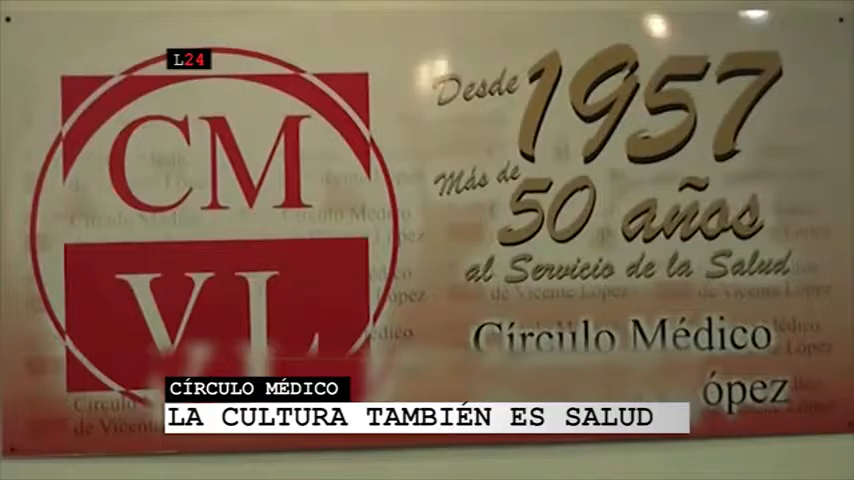 L24
CM
VL
Desde 1957
Más de
50 años
al Servicio de la Salud
Círculo Médico
ópez
CÍRCULO MÉDICO
LA CULTURA TAMBIÉN ES SALUD